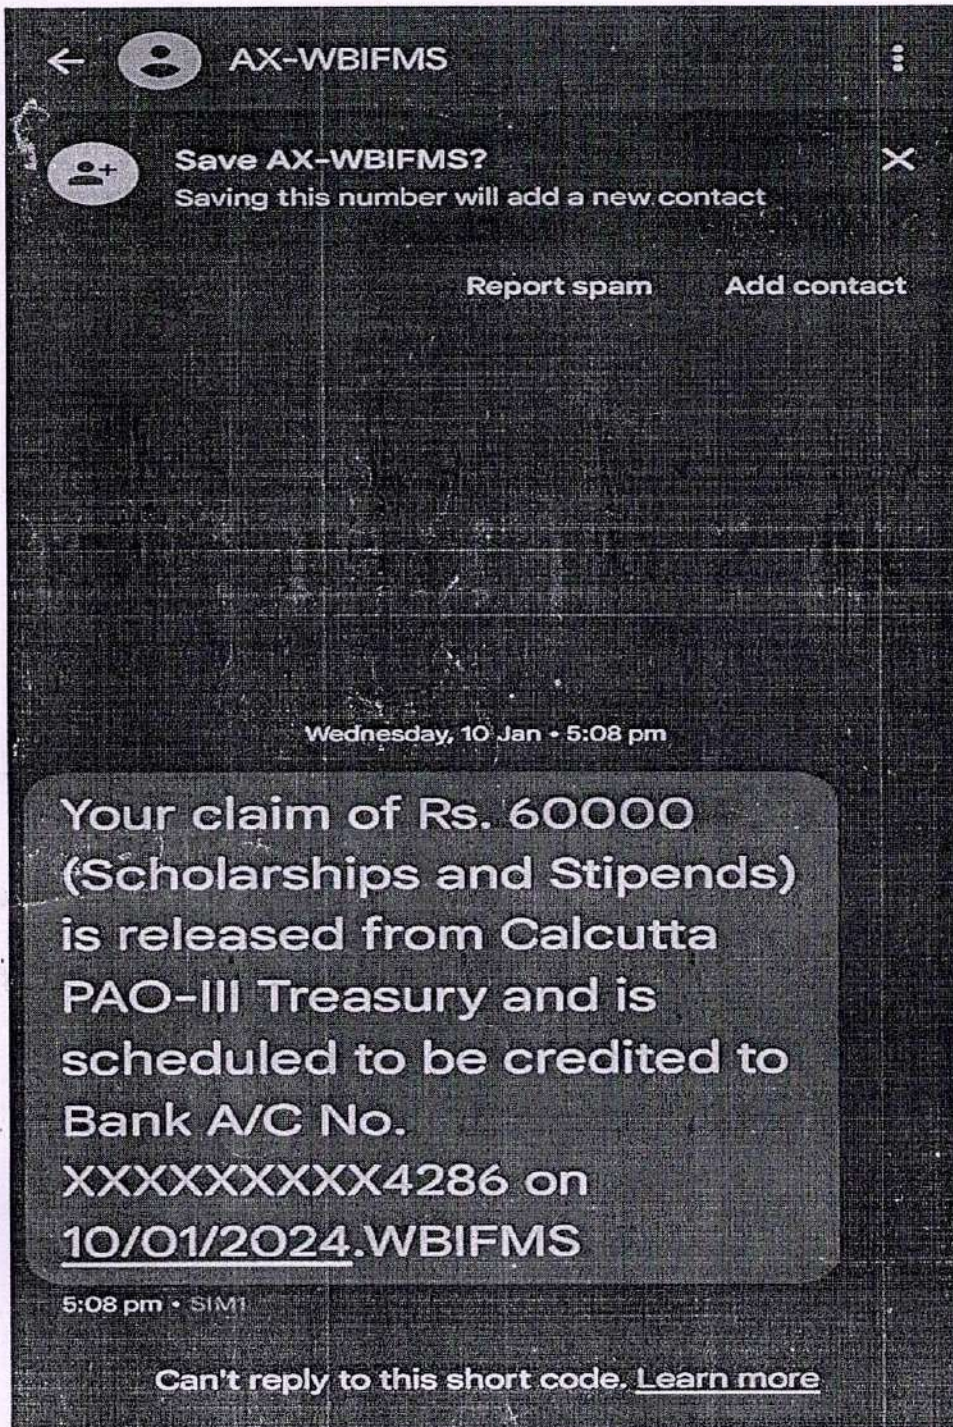 AX-WBIFMS
Save AX-WBIFMS?
Saving this number will add a new contact
Report spam
Add contact
Wednesday, 10 Jan • 5:08 pm
Your claim of Rs. 60000
(Scholarships and Stipends)
is released from Calcutta
PAO-III Treasury and is
scheduled to be credited to
Bank A/C No.
XXXXXXXXXX4286 on
10/01/2024.WBIFMS
5:08 pm • SIM1
Can't reply to this short code. Learn more